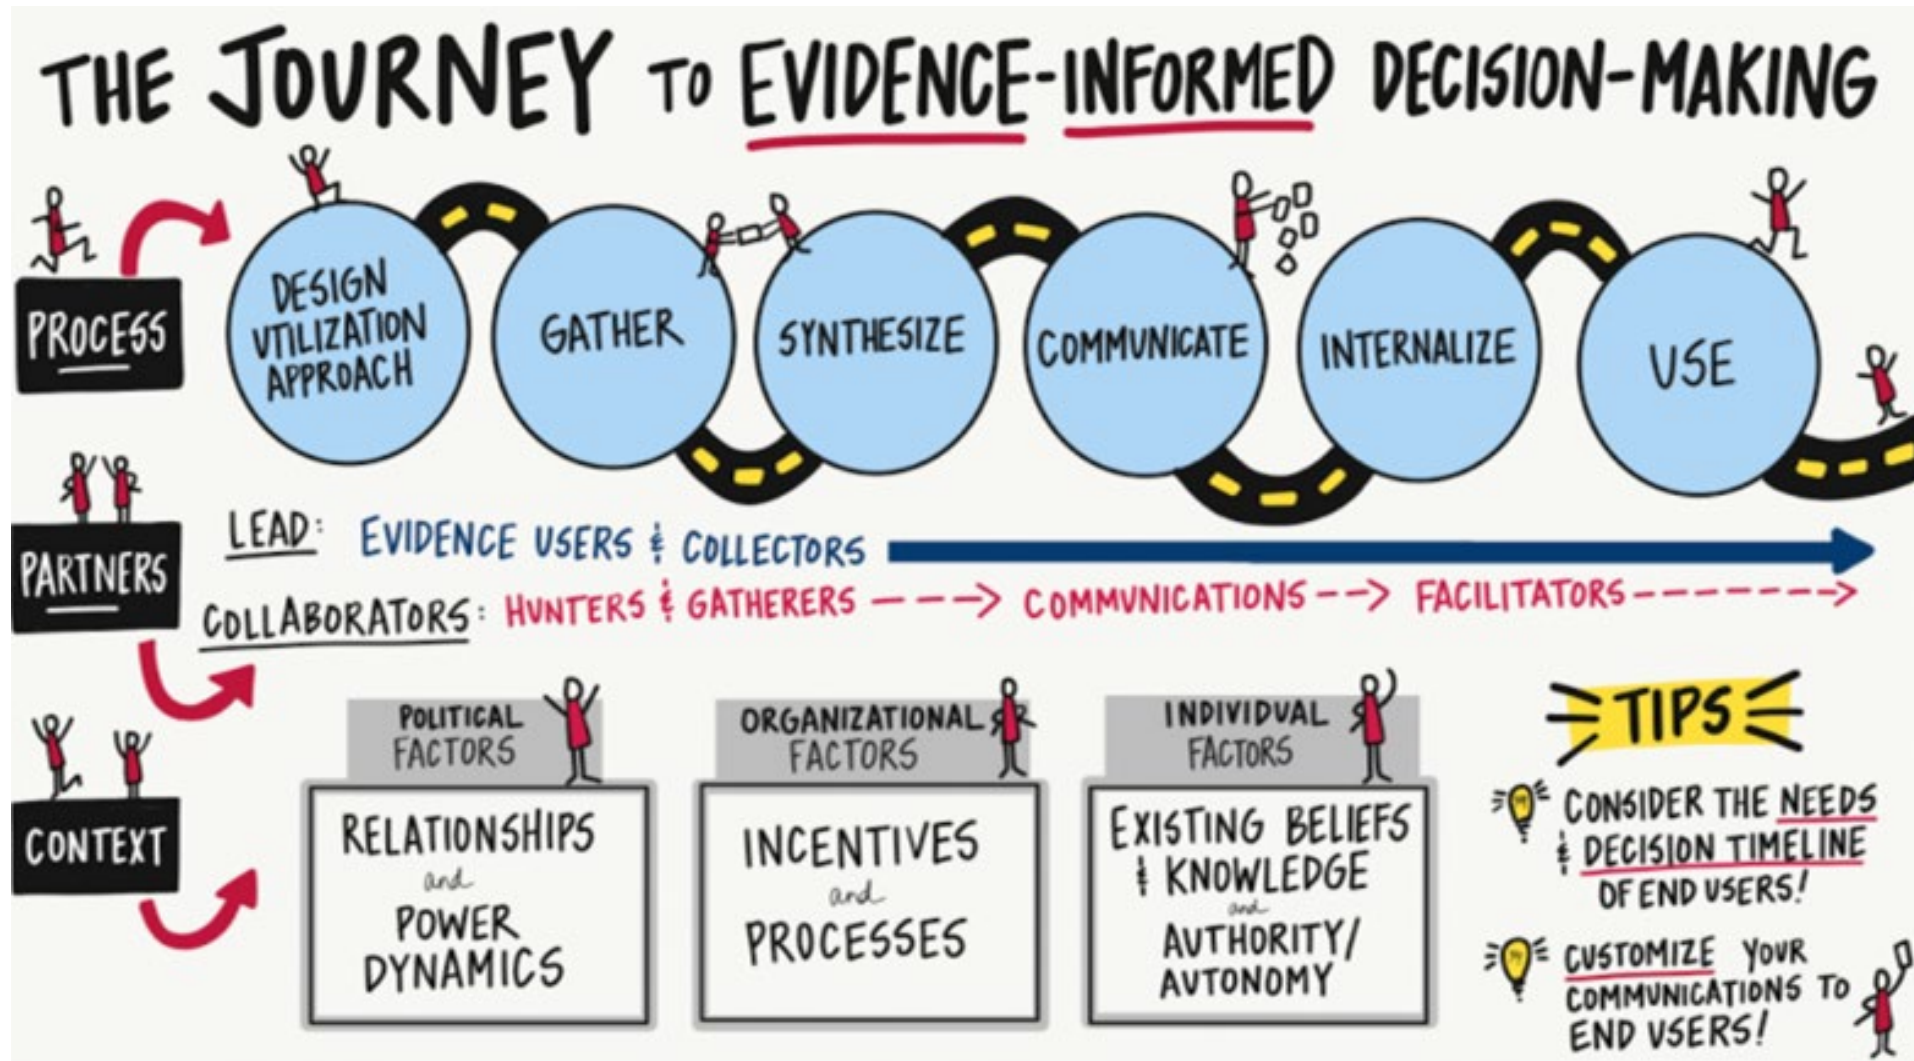 THE JOURNEY TO EVIDENCE-INFORMED DECISION-MAKING
PROCESS
DESIGN
UTILIZATION
APPROACH
GATHER
SYNTHESIZE
COMMUNICATE
INTERNALIZE
USE
PARTNERS
LEAD: EVIDENCE USERS & COLLECTORS
COLLABORATORS: HUNTERS & GATHERERS ---> COMMUNICATIONS --> FACILITATORS ------->
CONTEXT
POLITICAL
FACTORS
RELATIONSHIPS
and
POWER
DYNAMICS
ORGANIZATIONAL
FACTORS
INCENTIVES
and
PROCESSES
INDIVIDUAL
FACTORS
EXISTING BELIEFS
& KNOWLEDGE
and
AUTHORITY/
AUTONOMY
TIPS
CONSIDER THE NEEDS
& DECISION TIMELINE
OF END USERS!
CUSTOMIZE YOUR
COMMUNICATIONS TO
END USERS!